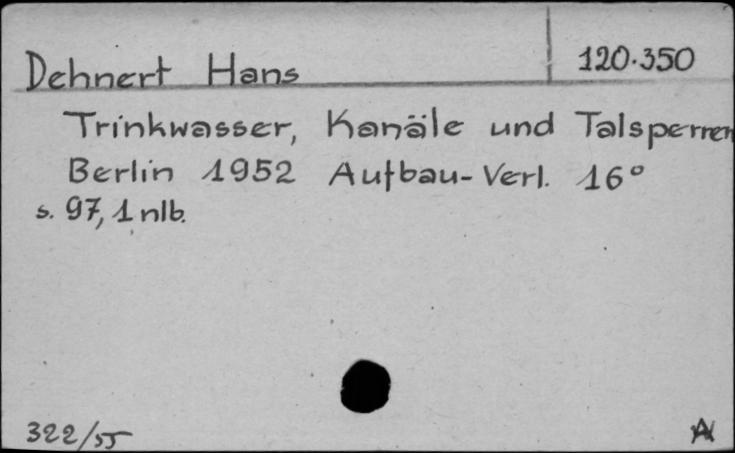 Dehnert Hans 120.350
Trinkwasser, Kanäle und Talsperren
Berlin 1952 Aufbau-Verl. 16°
s. 97, 1 nlb.
322/55
A